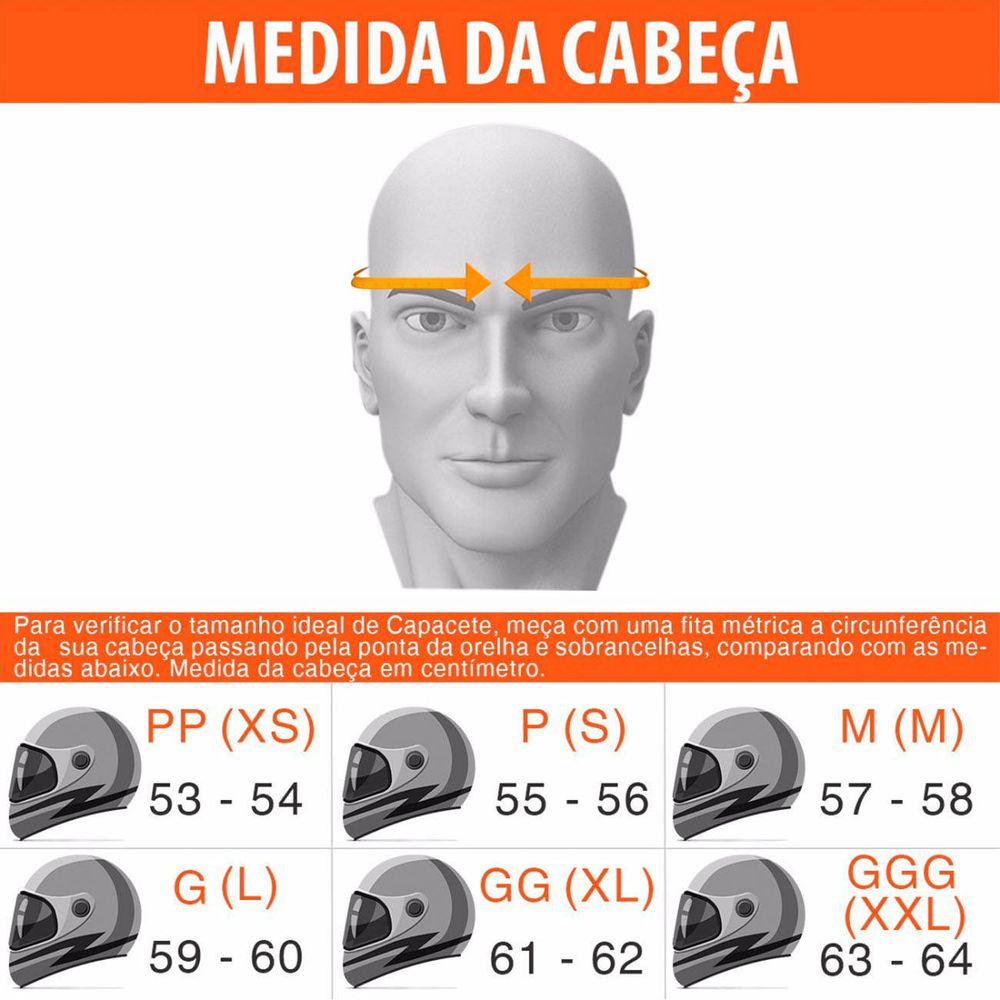 MEDIDA DA CABEÇA
Para verificar o tamanho ideal de Capacete, meça com uma fita métrica a circunferência
da sua cabeça passando pela ponta da orelha e sobrancelhas, comparando com as me-
didas abaixo. Medida da cabeça em centímetro.
PP (XS)
53 - 54
P (S)
55 - 56
M (M)
57 - 58
G (L)
59 - 60
GG (XL)
61 - 62
GGG
(XXL)
63 - 64